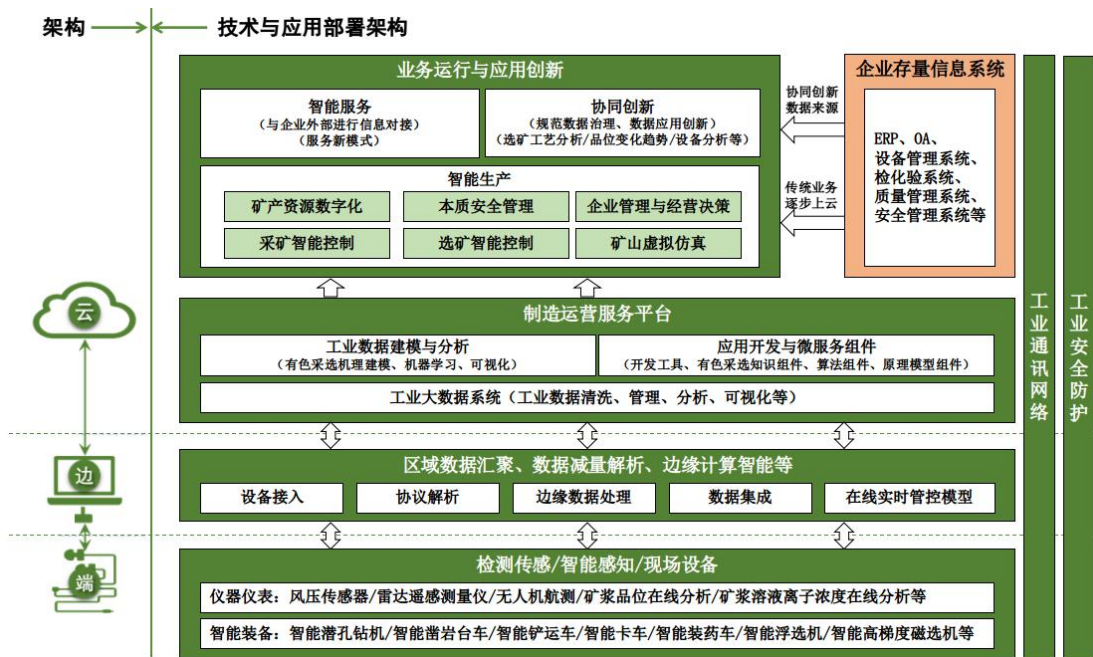 架构
技术与应用部署架构
业务运行与应用创新
智能服务
(与企业外部进行信息对接)
(服务新模式)
协同创新
(规范数据治理、数据应用创新)
(选矿工艺分析/品位变化趋势/设备分析等)
智能生产
矿产资源数字化
本质安全管理
企业管理与经营决策
采矿智能控制
选矿智能控制
矿山虚拟仿真
协同创新
数据来源
传统业务
逐步上云
企业存量信息系统
ERP、OA、
设备管理系统、
检化验系统、
质量管理系统、
安全管理系统等
云
制造运营服务平台
工业数据建模与分析
(有色采选机理建模、机器学习、可视化)
应用开发与微服务组件
(开发工具、有色采选知识组件、算法组件、原理模型组件)
工业大数据系统（工业数据清洗、管理、分析、可视化等）
边
区域数据汇聚、数据减量解析、边缘计算智能等
设备接入
协议解析
边缘数据处理
数据集成
在线实时管控模型
端
检测传感/智能感知/现场设备
仪器仪表：风压传感器/雷达遥感测量仪/无人机航测/矿浆品位在线分析/矿浆溶液离子浓度在线分析等
智能装备：智能潜孔钻机/智能凿岩台车/智能铲运车/智能卡车/智能装药车/智能浮选机/智能高梯度磁选机等
工业通讯网络
工业安全防护